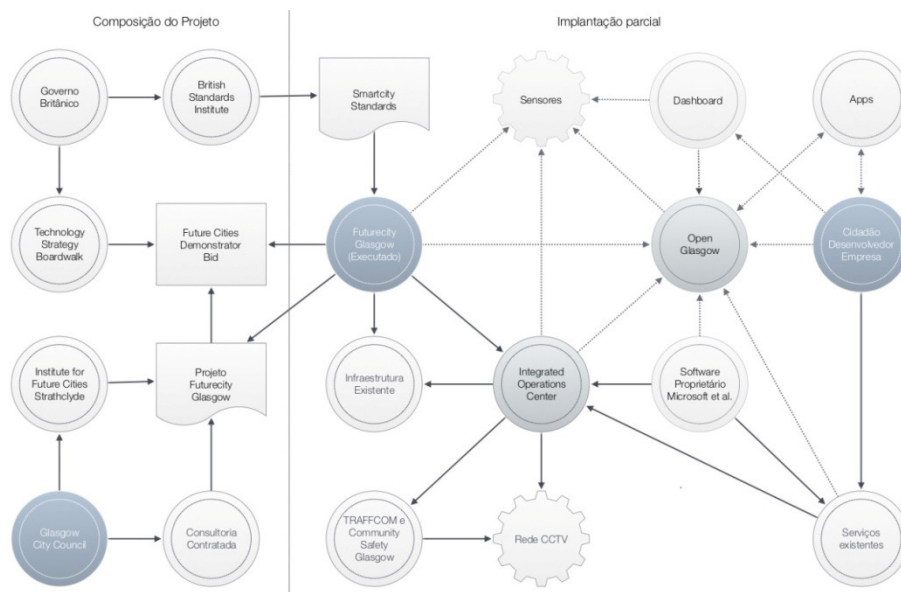 Composição do Projeto
Implantação parcial
Governo
Britânico
British
Standards
Institute
Smartcity
Standards
Sensores
Dashboard
Apps
Technology
Strategy
Boardwalk
Future Cities
Demonstrator
Bid
Futurecity
Glasgow
(Executado)
Open
Glasgow
Cidadão
Desenvolvedor
Empresa
Institute for
Future Cities
Strathclyde
Projeto
Futurecity
Glasgow
Infraestrutura
Existente
Integrated
Operations
Center
Software
Proprietário
Microsoft et al.
Glasgow
City Council
Consultoria
Contratada
TRAFFCOM e
Community
Safety
Glasgow
Rede CCTV
Serviços
existentes